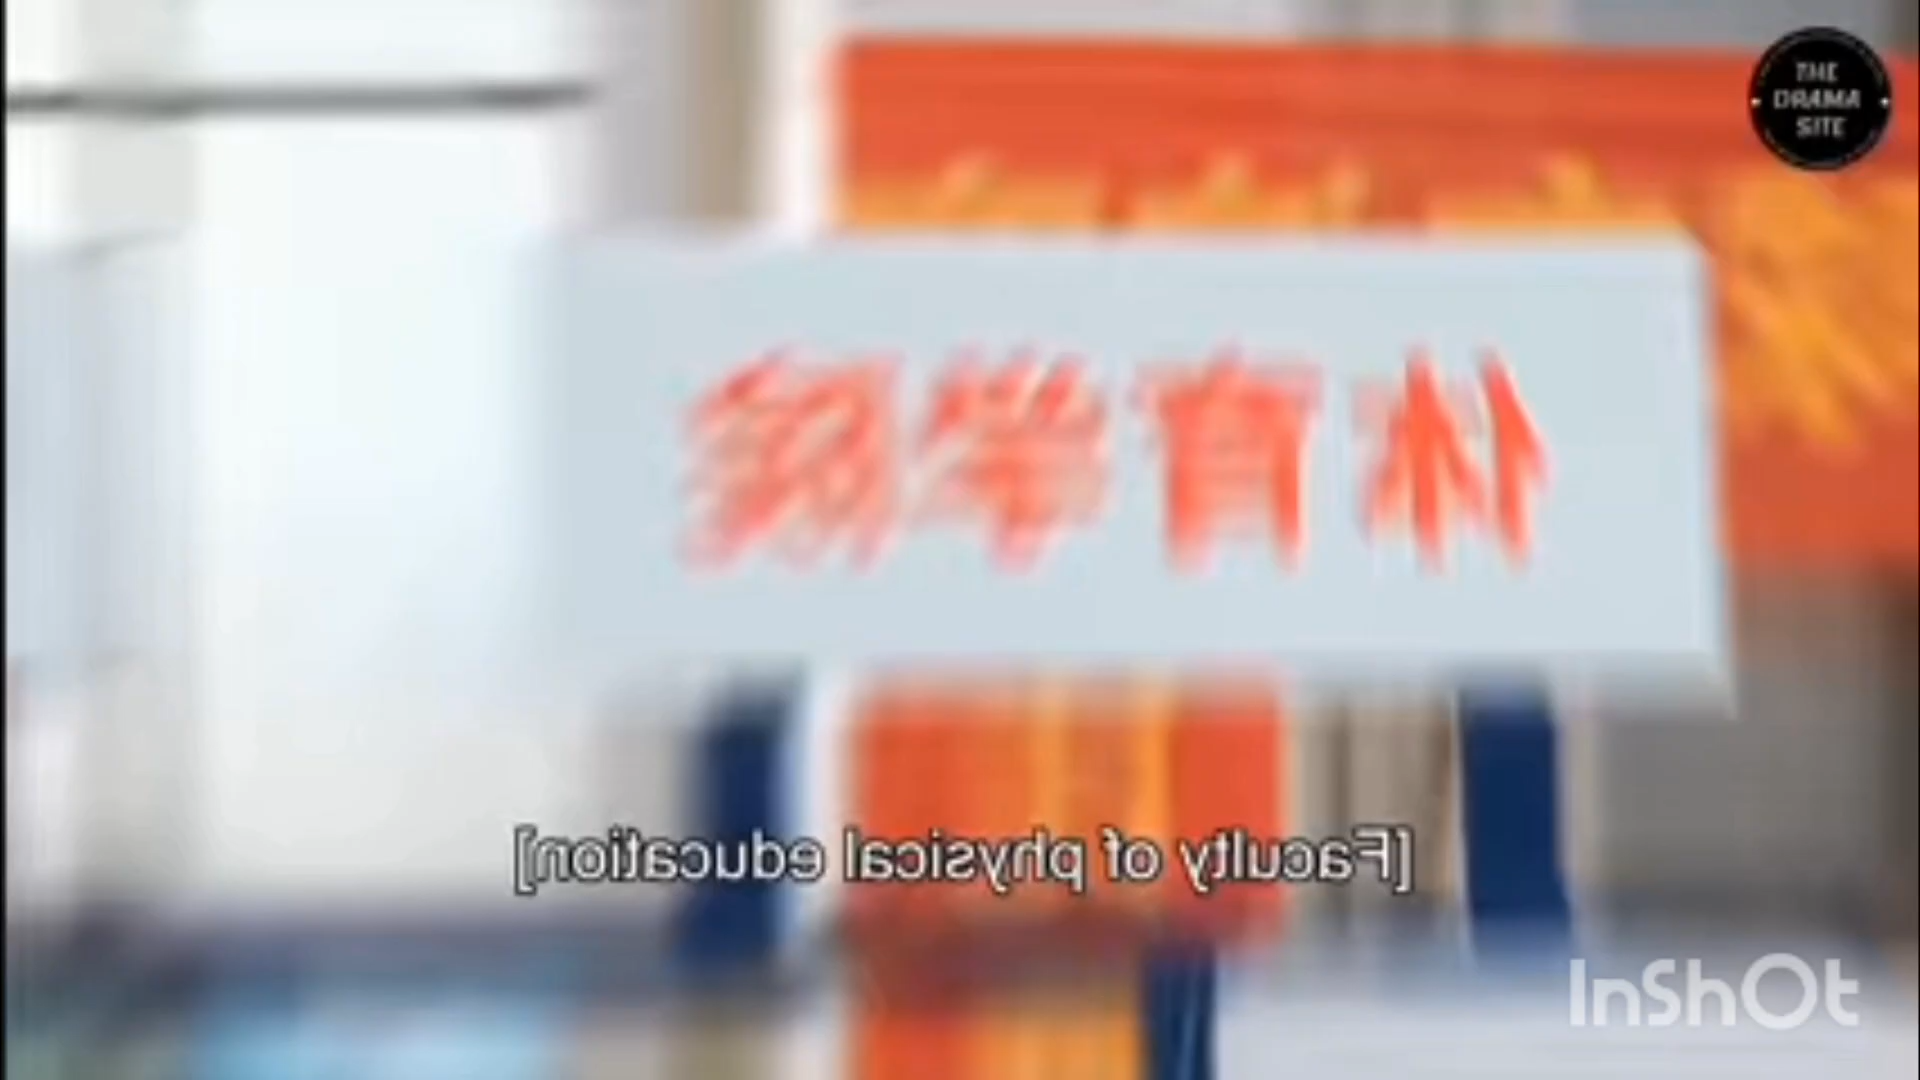 THE
DRAMA
SITE
体育学院
[Faculty of physical education]
InShOt